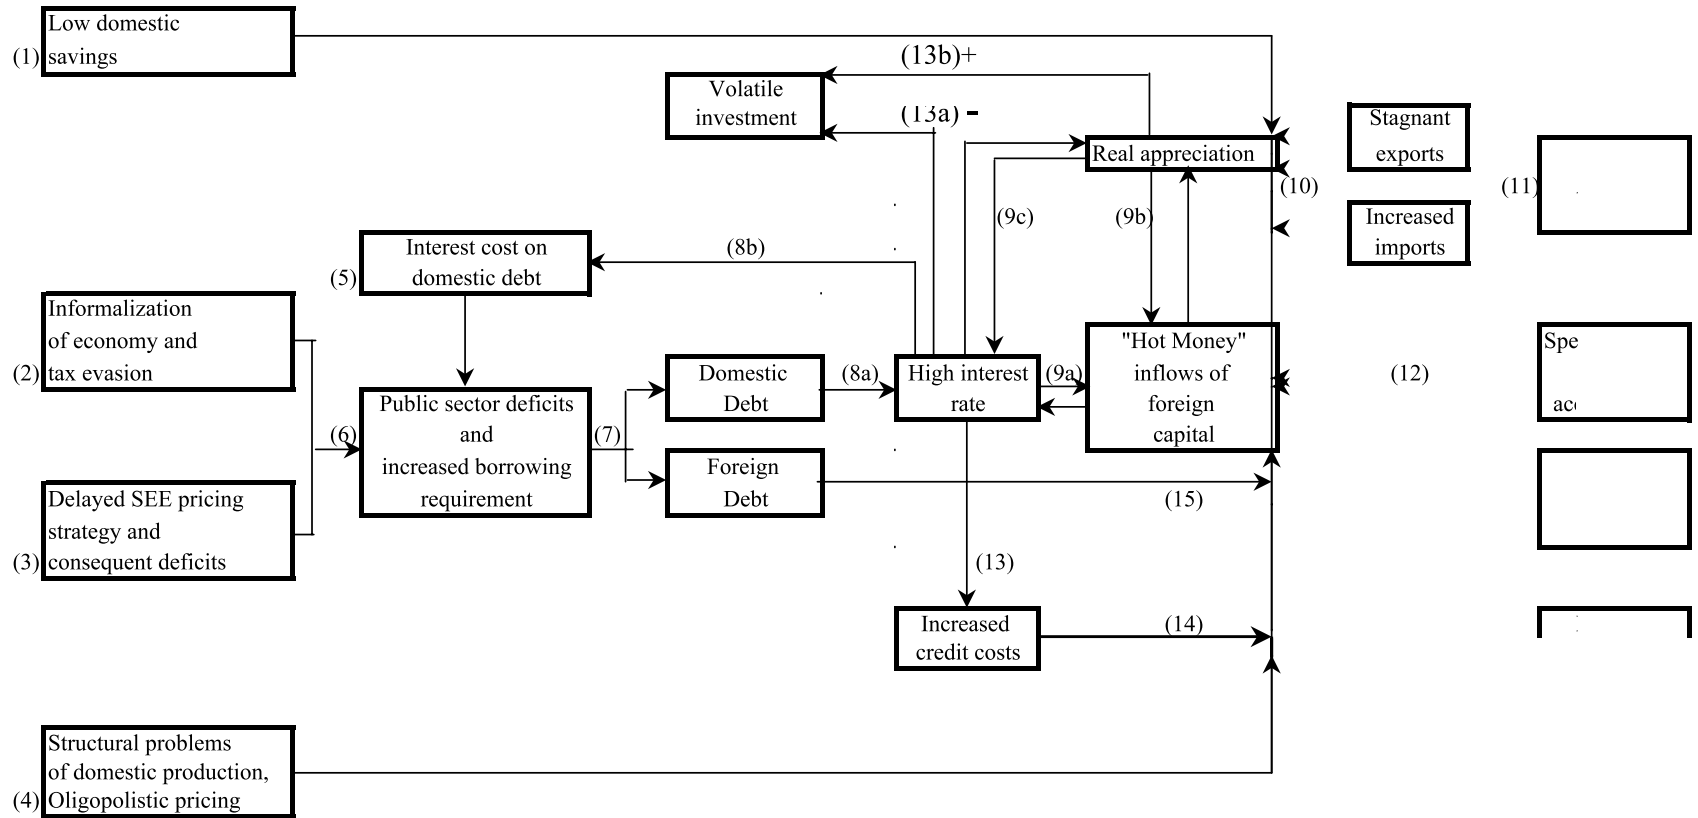 Low domestic
(1) savings
(13b)+
Volatile
investment
(13a) -
Stagnant
exports
Real appreciation
(10)
(11)
(9c)
(9b)
Increased
imports
Interest cost on
(5) domestic debt
(8b)
Informalization
of economy and
(2) tax evasion
"Hot Money"
inflows of
foreign
capital
Domestic
Debt
(8a)
High interest
rate
(9a)
(12)
Public sector deficits
and
increased borrowing
requirement
(6)
(7)
Foreign
Debt
(15)
Delayed SEE pricing
strategy and
(3) consequent deficits
(13)
Increased
credit costs
(14)
Structural problems
of domestic production,
(4) Oligopolistic pricing